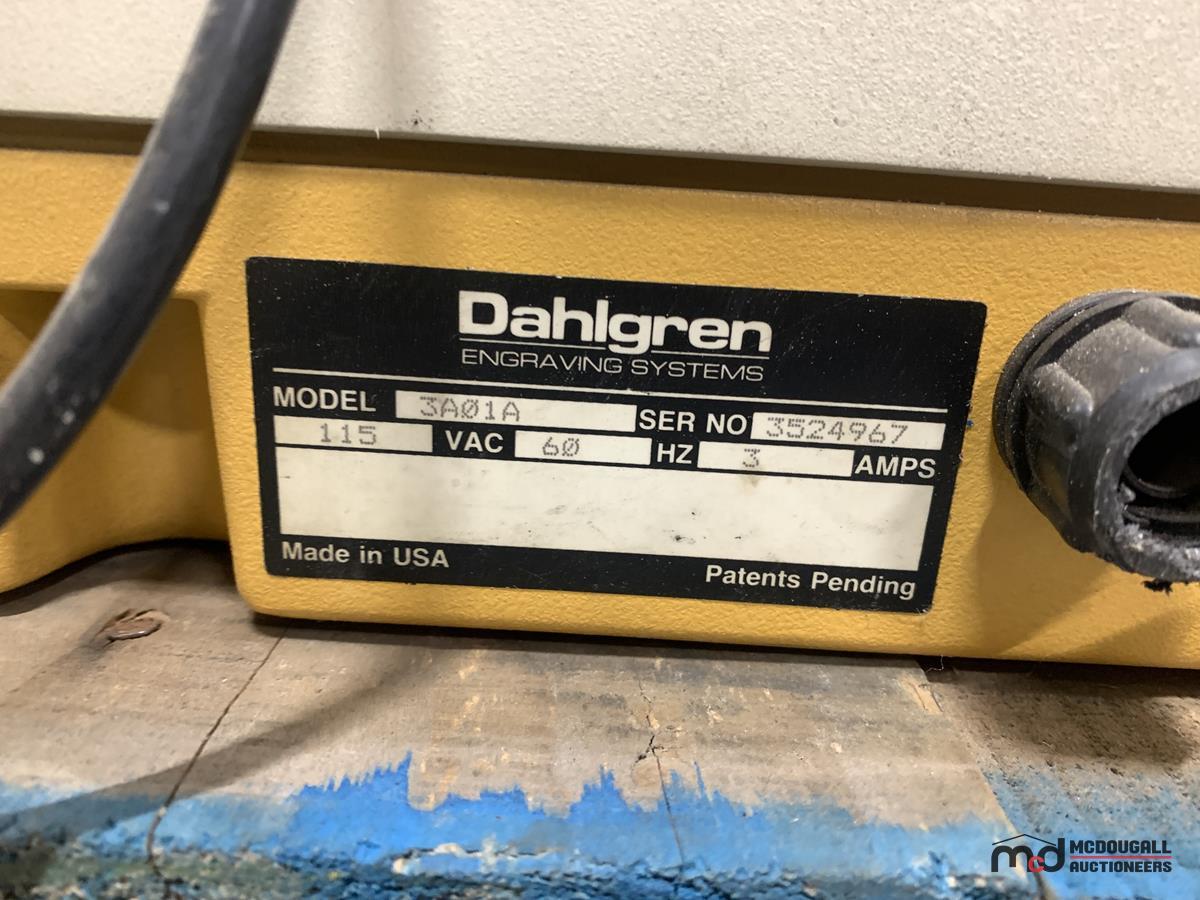 Dahlgren
ENGRAVING SYSTEMS
MODEL 3A01A SER NO 3524967
115 VAC 60 HZ 3 AMPS
Made in USA Patents Pending
mcd MCDOUGALL
AUCTIONEERS